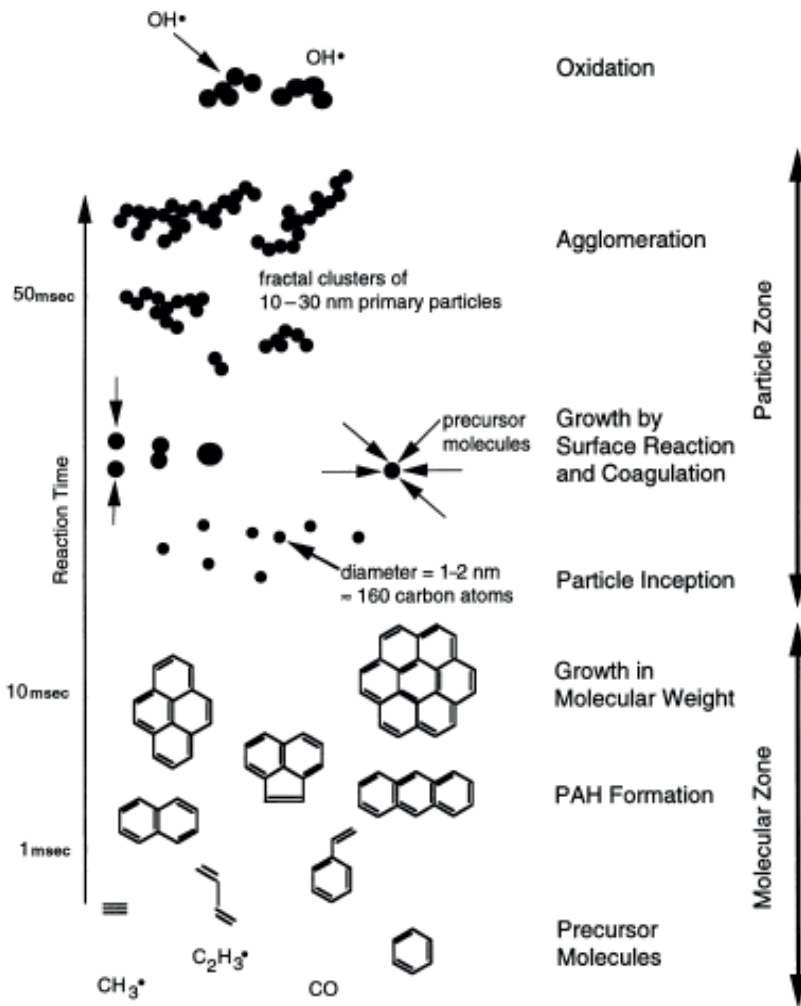 OH•
OH•
Oxidation
Agglomeration
fractal clusters of
10–30 nm primary particles
50msec
Particle Zone
precursor
molecules
Growth by
Surface Reaction
and Coagulation
Reaction Time
diameter = 1-2 nm
≈ 160 carbon atoms
Particle Inception
Growth in
Molecular Weight
10msec
PAH Formation
Molecular Zone
1msec
Precursor
Molecules
C₂H₃•
CH₃•
CO